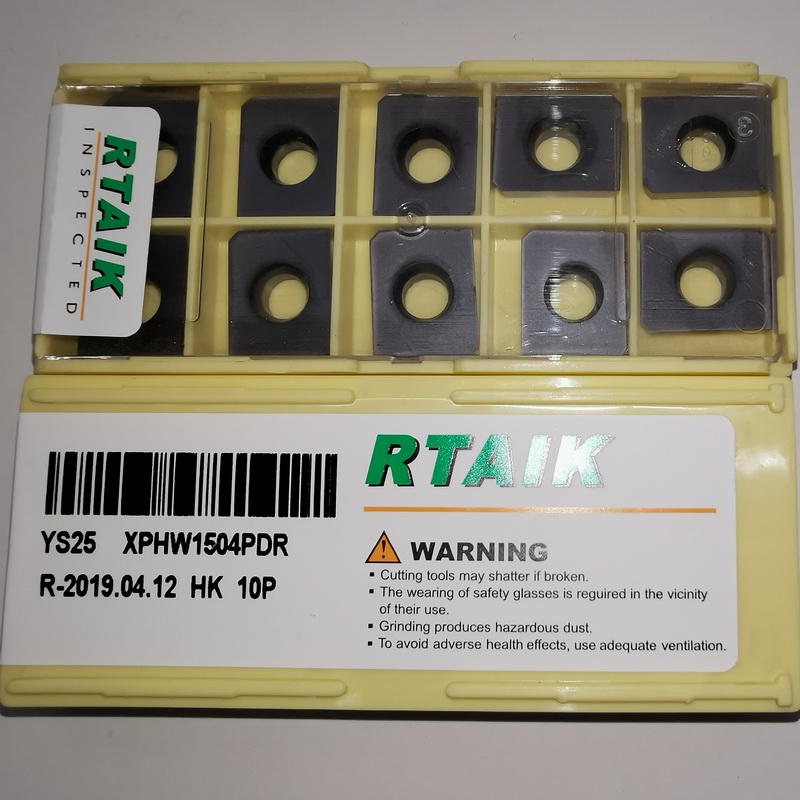 RTAIK
INSPECTED
RTAIK
YS25 XPHW1504PDR
R-2019.04.12 HK 10P
WARNING
▪ Cutting tools may shatter if broken.
▪ The wearing of safety glasses is reguired in the vicinity
of their use.
▪ Grinding produces hazardous dust.
▪ To avoid adverse health effects, use adequate ventilation.